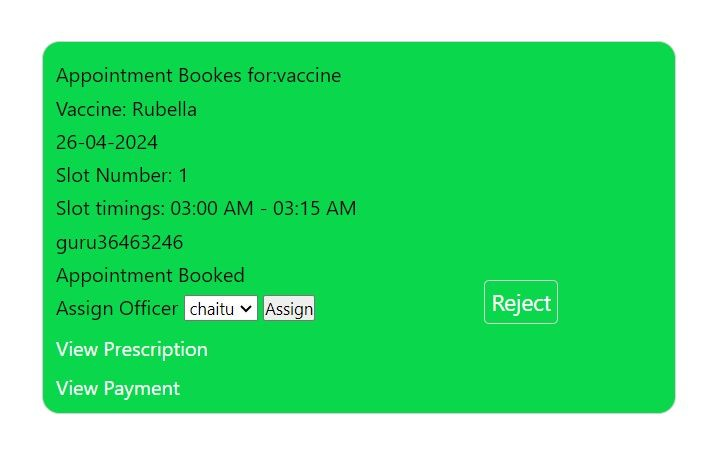 Appointment Bookes for:vaccine
Vaccine: Rubella
26-04-2024
Slot Number: 1
Slot timings: 03:00 AM - 03:15 AM
guru36463246
Appointment Booked
Assign Officer chaitu Assign
Reject
View Prescription
View Payment